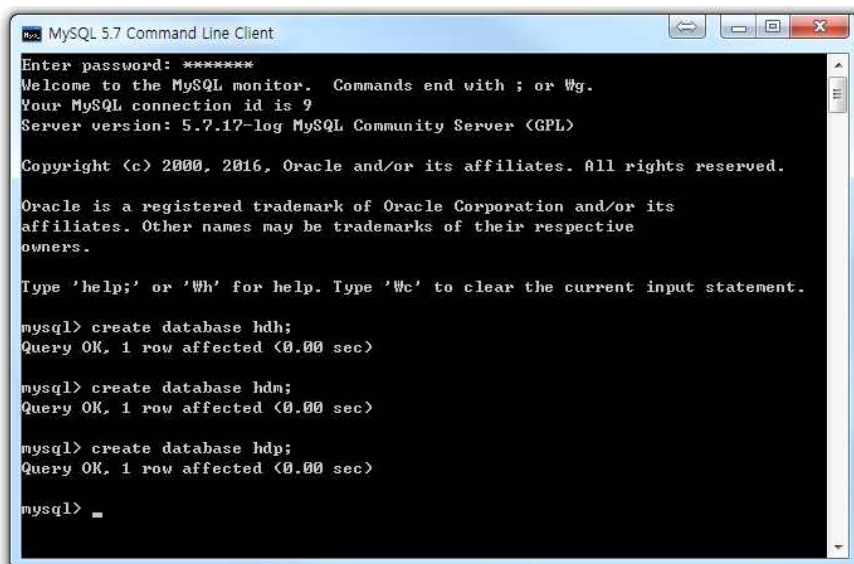 MySQL 5.7 Command Line Client
Enter password: *******
Welcome to the MySQL monitor.  Commands end with ; or ₩g.
Your MySQL connection id is 9
Server version: 5.7.17-log MySQL Community Server (GPL)
Copyright (c) 2000, 2016, Oracle and/or its affiliates. All rights reserved.
Oracle is a registered trademark of Oracle Corporation and/or its
affiliates. Other names may be trademarks of their respective
owners.
Type 'help;' or '₩h' for help. Type '₩c' to clear the current input statement.
mysql> create database hdh;
Query OK, 1 row affected (0.00 sec)
mysql> create database hdm;
Query OK, 1 row affected (0.00 sec)
mysql> create database hdp;
Query OK, 1 row affected (0.00 sec)
mysql> _